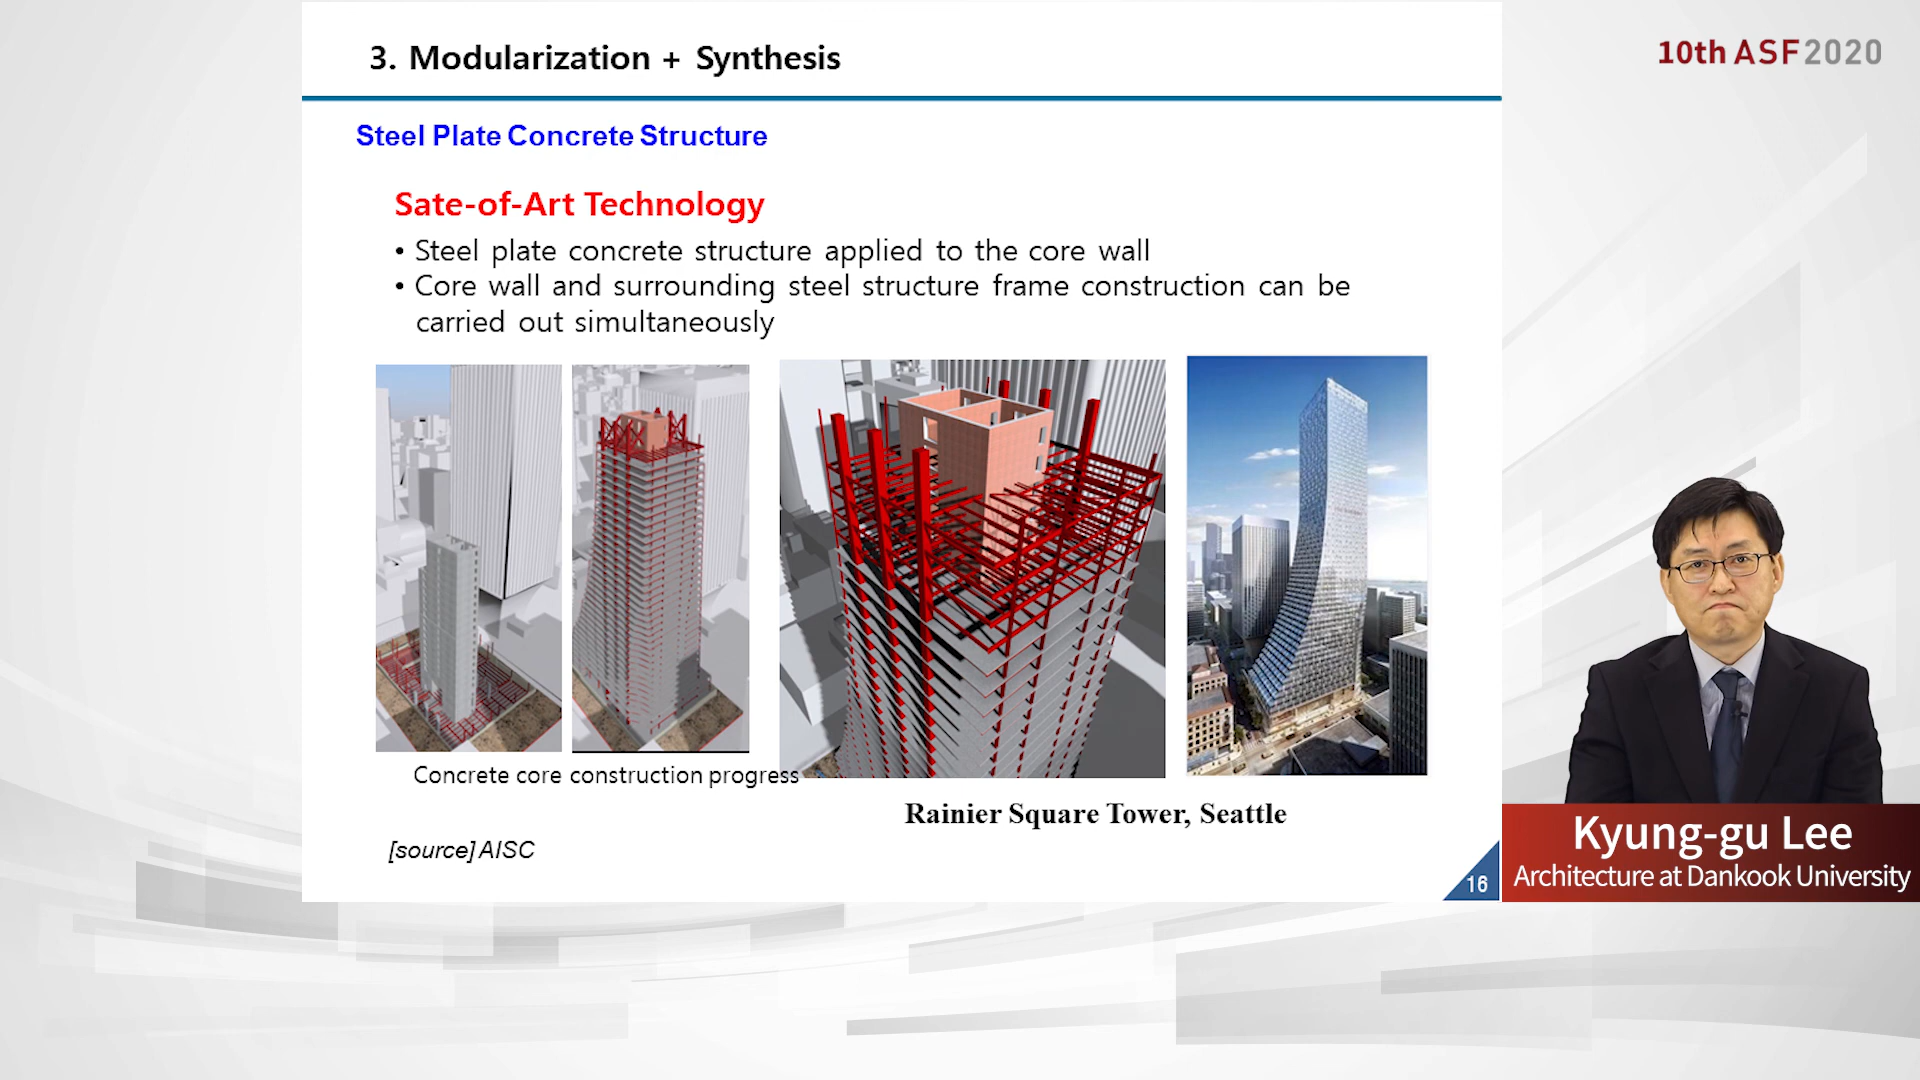 3. Modularization + Synthesis
10th ASF2020
Steel Plate Concrete Structure
Sate-of-Art Technology
• Steel plate concrete structure applied to the core wall
• Core wall and surrounding steel structure frame construction can be
carried out simultaneously
Concrete core construction progress
Rainier Square Tower, Seattle
[source] AISC
16
Kyung-gu Lee
Architecture at Dankook University